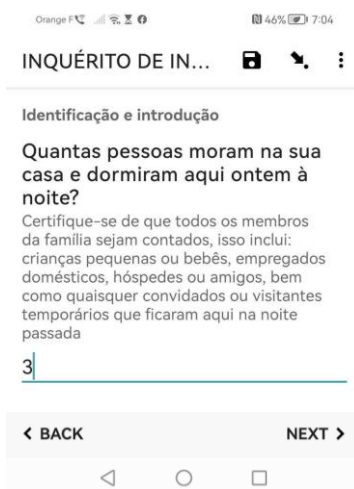 Orange F
46% 7:04
INQUÉRITO DE IN...
Identificação e introdução
Quantas pessoas moram na sua
casa e dormiram aqui ontem à
noite?
Certifique-se de que todos os membros
da família sejam contados, isso inclui:
crianças pequenas ou bebês, empregados
domésticos, hóspedes ou amigos, bem
como quaisquer convidados ou visitantes
temporários que ficaram aqui na noite
passada
3
BACK
NEXT